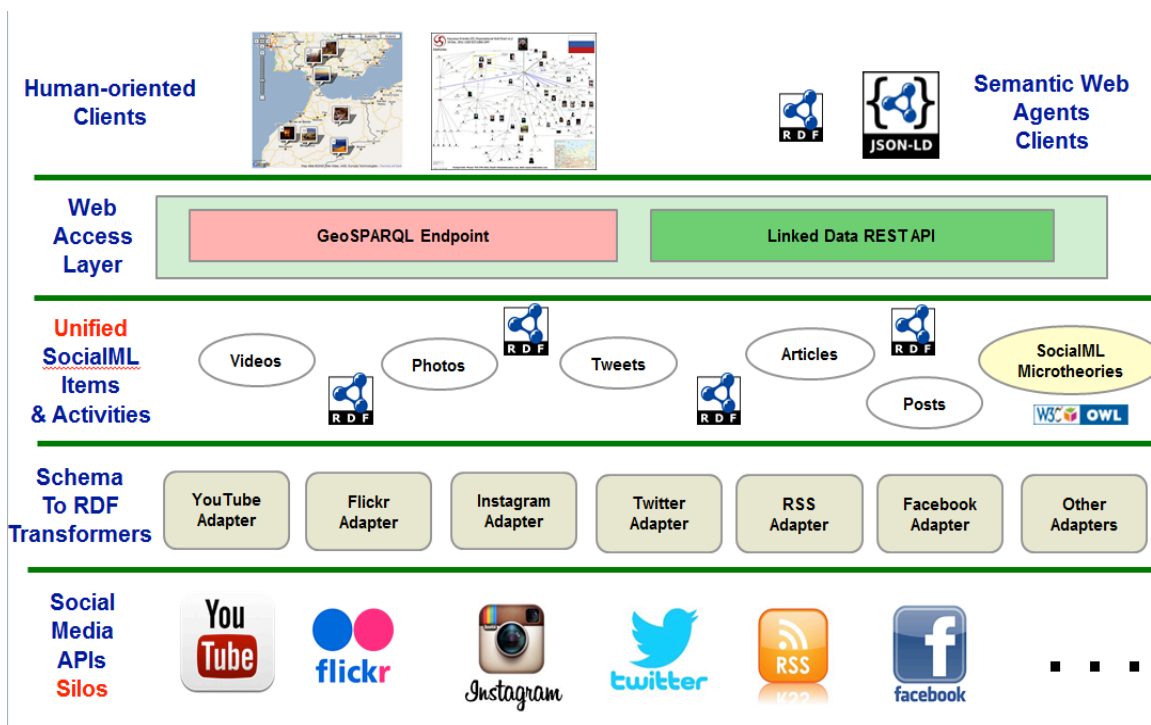 Human-oriented
Clients
RDF
JSON-LD
Semantic Web
Agents
Clients
Web
Access
Layer
GeoSPARQL Endpoint
Linked Data REST API
Unified
SocialML
Items
& Activities
Videos
RDF
Photos
RDF
Tweets
RDF
Articles
RDF
Posts
SocialML
Microtheories
W3C OWL
Schema
To RDF
Transformers
YouTube
Adapter
Flickr
Adapter
Instagram
Adapter
Twitter
Adapter
RSS
Adapter
Facebook
Adapter
Other
Adapters
Social
Media
APIs
Silos
You
Tube
flickr
Instagram
twitter
RSS
facebook
. . .